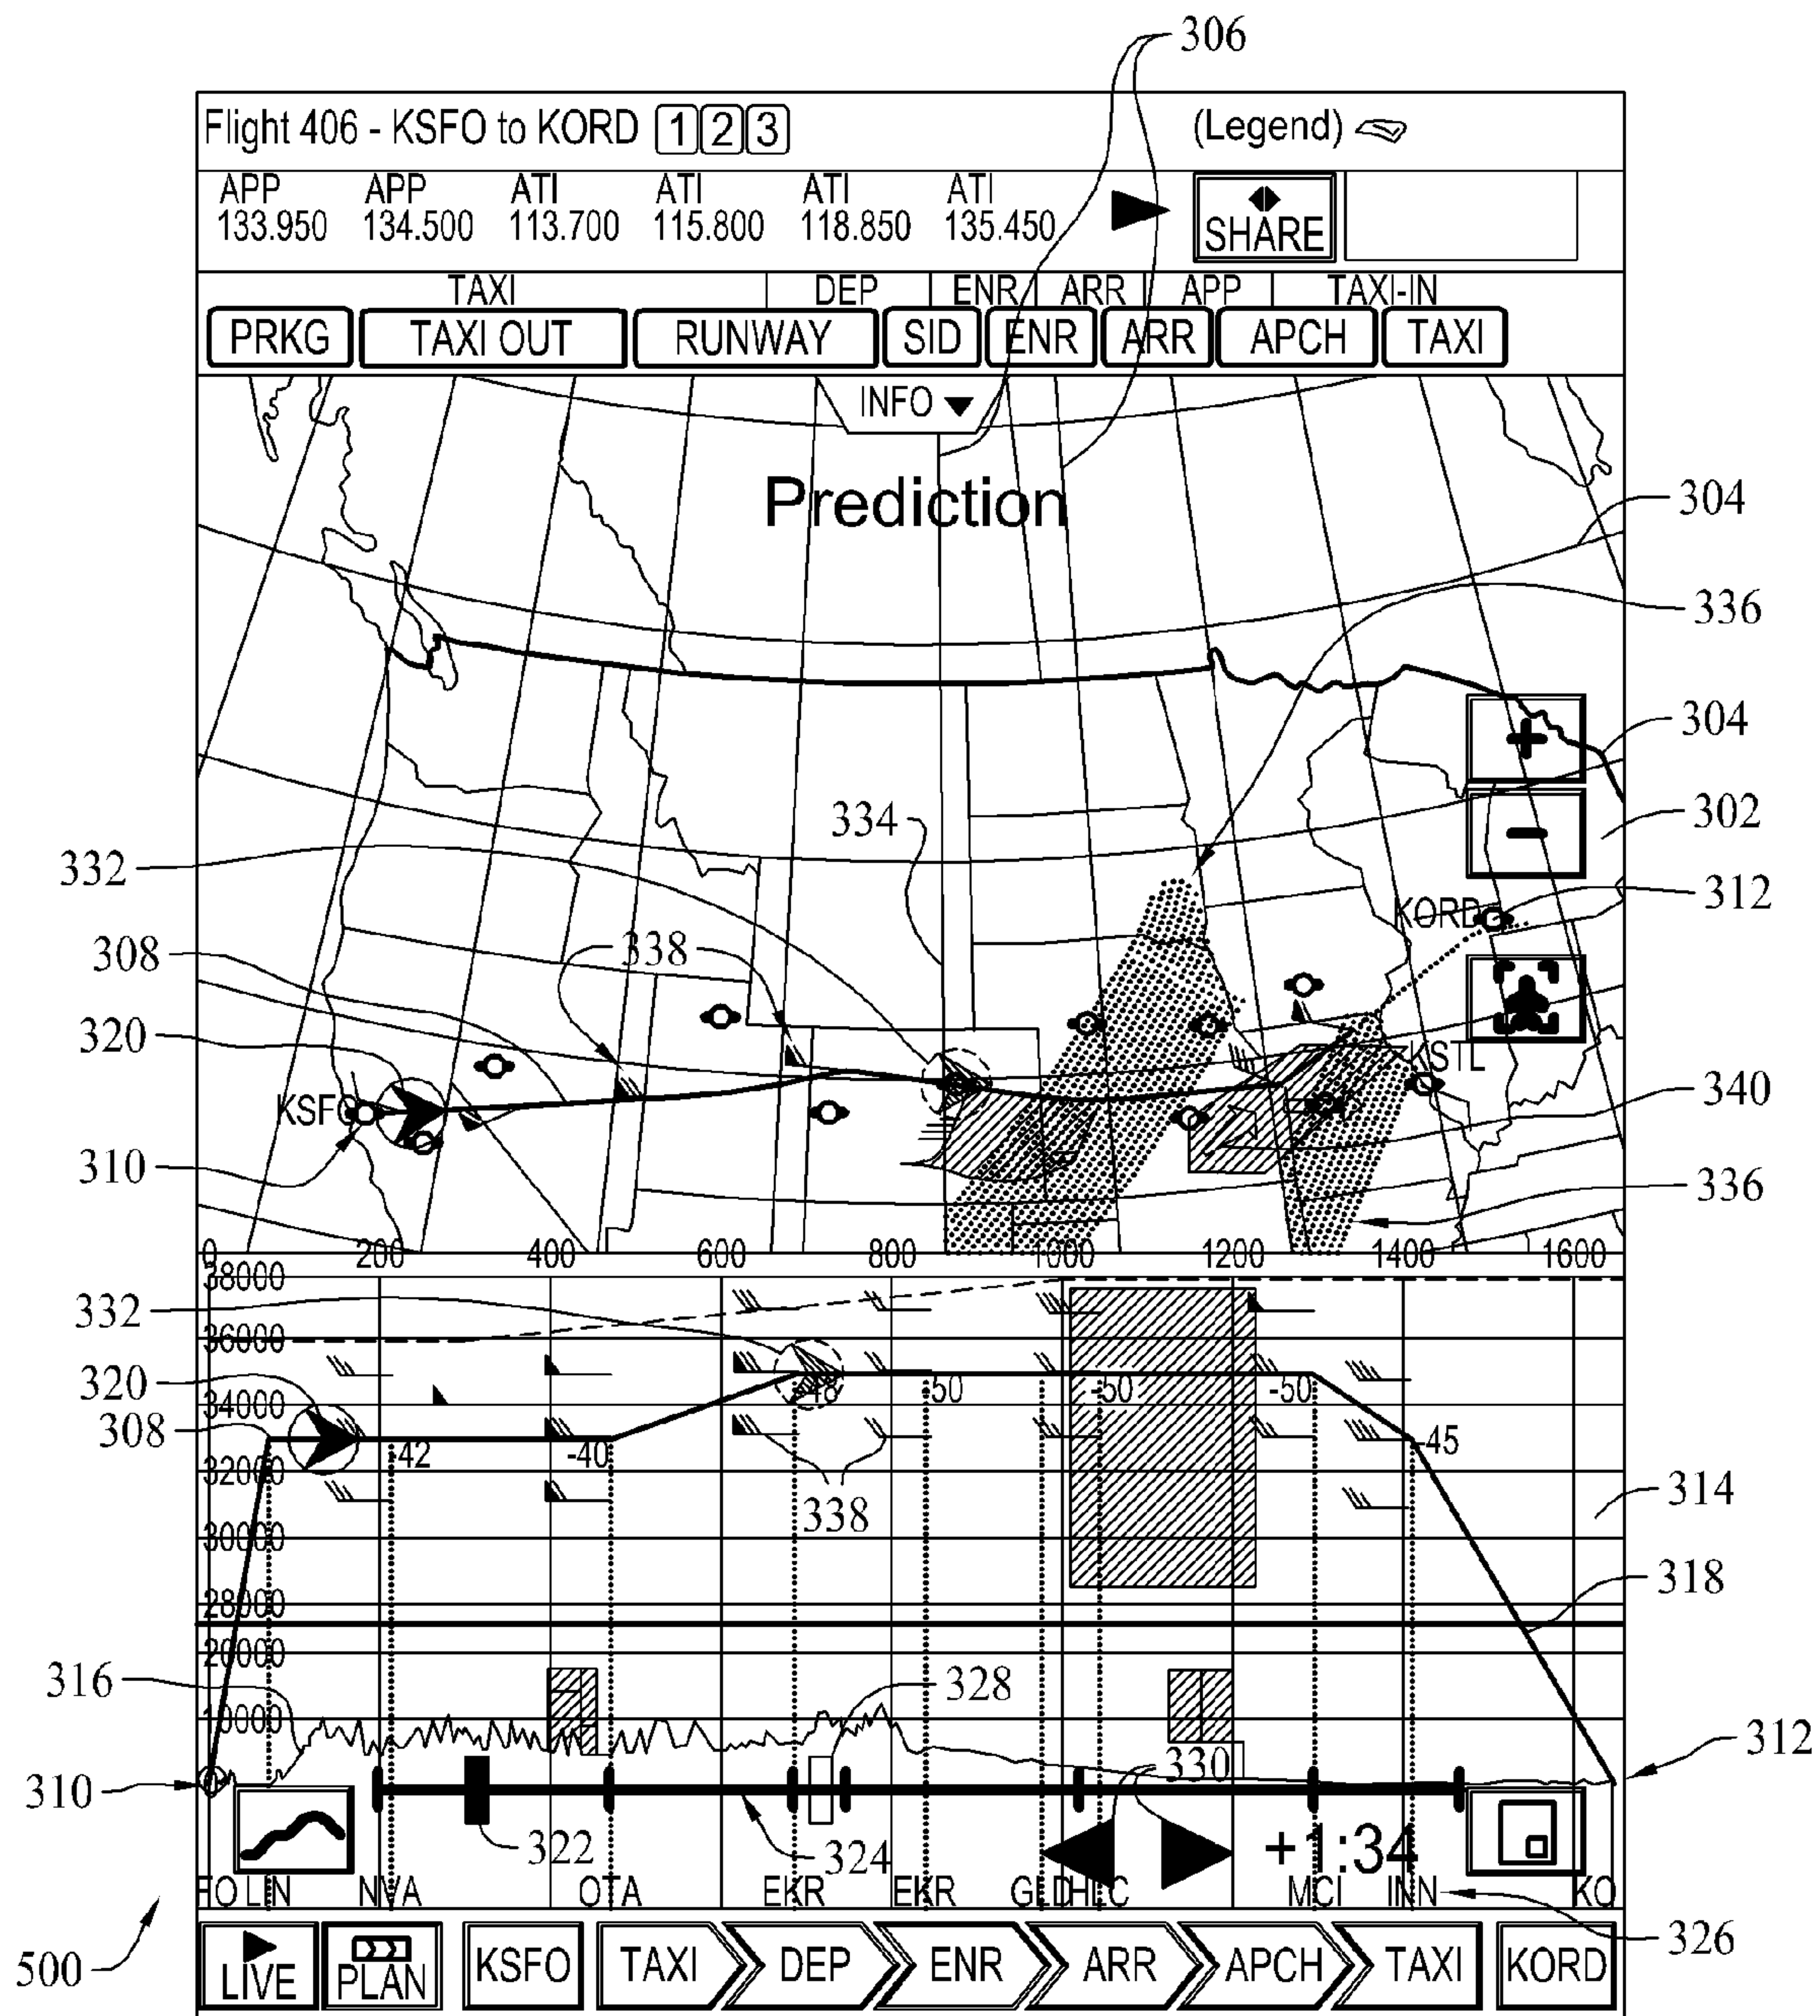 306
Flight 406 - KSFO to KORD 1 2 3 (Legend)
APP APP ATI ATI ATI ATI
133.950 134.500 113.700 115.800 118.850 135.450 SHARE
TAXI DEP ENR ARR APP TAXI-IN
PRKG TAXI OUT RUNWAY SID ENR ARR APCH TAXI
INFO
Prediction
304
336
304
302
334
332
312
KORD
338
308
320
KSTL
KSFO
340
310
336
0 200 400 600 800 1000 1200 1400 1600
38000
332
36000
320
-48 50 -50 -50
34000
308
-42 -40 -45
32000
314
338
30000
318
28000
20000
316
328
10000
312
330
310
322
324
+1:34
FO LIN NVA OTA EKR EKR GLD HLC MCI INN KO
326
500
LIVE PLAN KSFO TAXI DEP ENR ARR APCH TAXI KORD